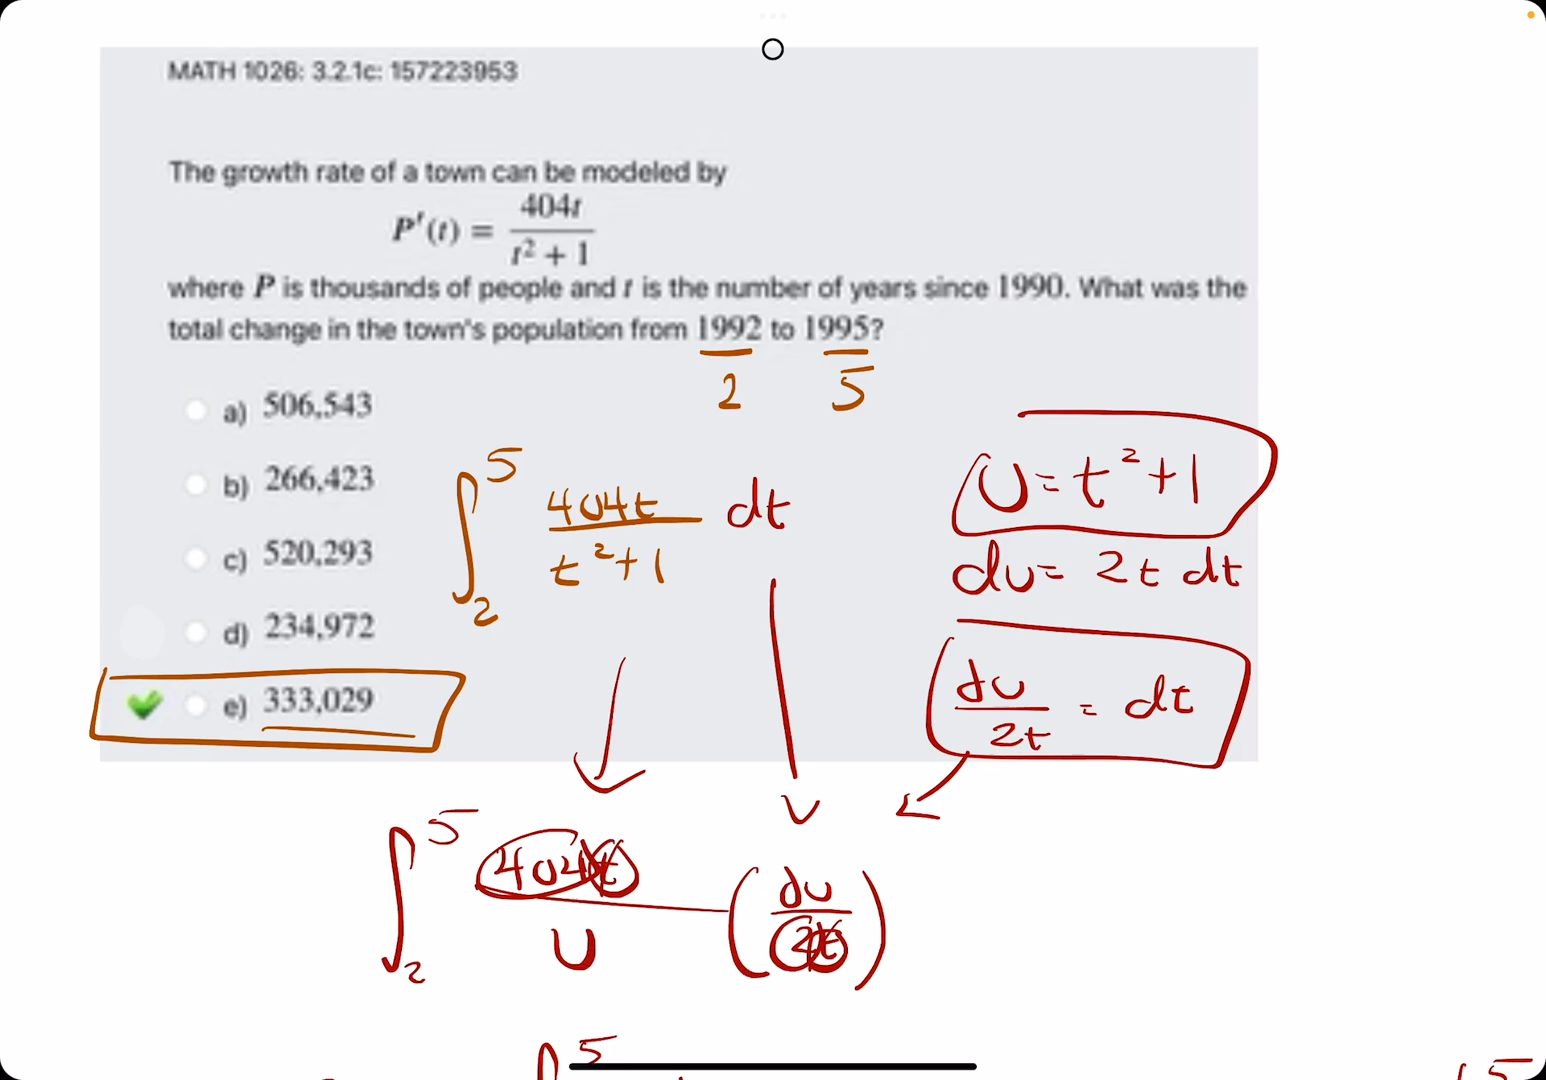 MATH 1026: 3.2.1c: 157223953
The growth rate of a town can be modeled by
P′(t) = 404t / t² + 1
where P is thousands of people and t is the number of years since 1990. What was the
total change in the town's population from 1992 to 1995?
2 5
a) 506,543
b) 266,423
c) 520,293
d) 234,972
e) 333,029
∫₂⁵ 404t / t²+1 dt
U = t²+1
du = 2t dt
du / 2t = dt
∫₂⁵ 404t / U (du / 2t)
∫ 5
5